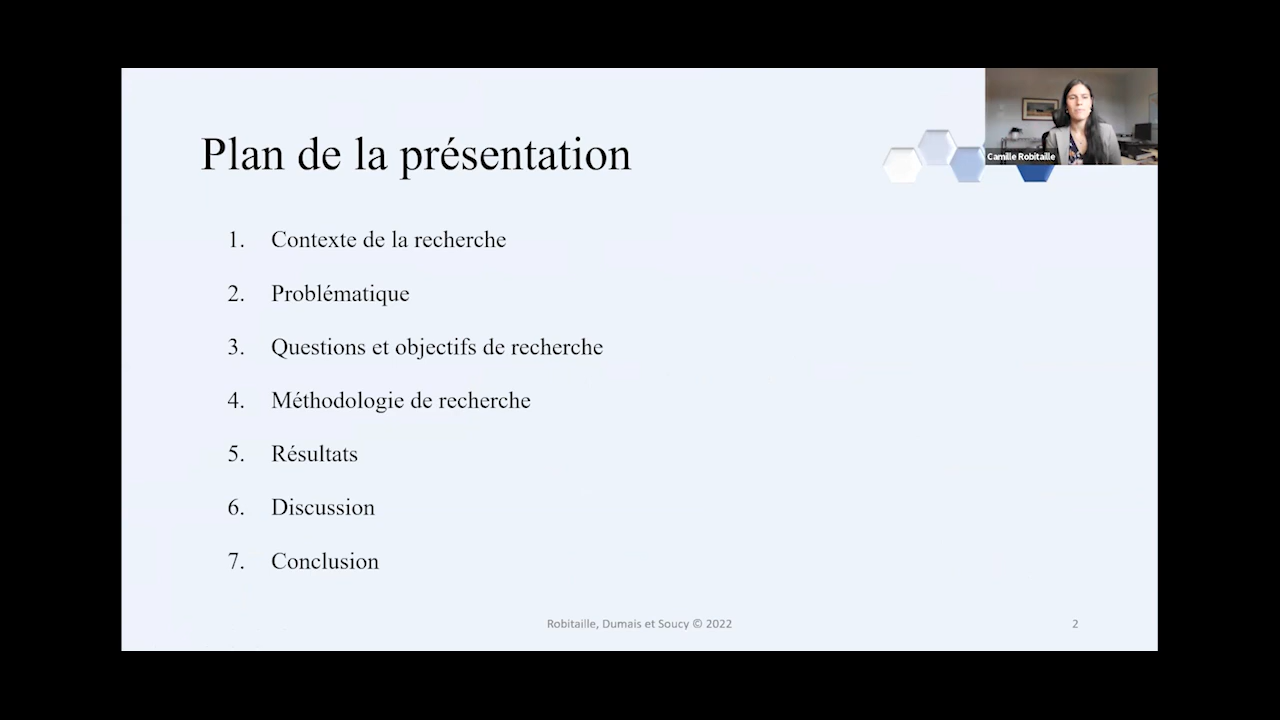 Plan de la présentation
Camille Robitaille
1. Contexte de la recherche
2. Problématique
3. Questions et objectifs de recherche
4. Méthodologie de recherche
5. Résultats
6. Discussion
7. Conclusion
Robitaille, Dumais et Soucy © 2022
2